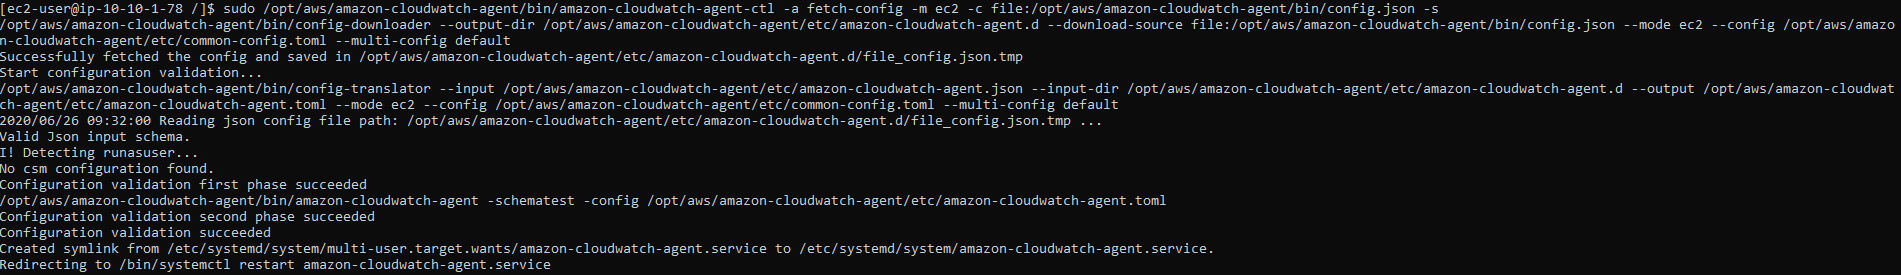 [ec2-user@ip-10-10-1-78 /]$ sudo /opt/aws/amazon-cloudwatch-agent/bin/amazon-cloudwatch-agent-ctl -a fetch-config -m ec2 -c file:/opt/aws/amazon-cloudwatch-agent/bin/config.json -s
/opt/aws/amazon-cloudwatch-agent/bin/config-downloader --output-dir /opt/aws/amazon-cloudwatch-agent/etc/amazon-cloudwatch-agent.d --download-source file:/opt/aws/amazon-cloudwatch-agent/bin/config.json --mode ec2 --config /opt/aws/amazo
n-cloudwatch-agent/etc/common-config.toml --multi-config default
Successfully fetched the config and saved in /opt/aws/amazon-cloudwatch-agent/etc/amazon-cloudwatch-agent.d/file_config.json.tmp
Start configuration validation...
/opt/aws/amazon-cloudwatch-agent/bin/config-translator --input /opt/aws/amazon-cloudwatch-agent/etc/amazon-cloudwatch-agent.json --input-dir /opt/aws/amazon-cloudwatch-agent/etc/amazon-cloudwatch-agent.d --output /opt/aws/amazon-cloudwat
ch-agent/etc/amazon-cloudwatch-agent.toml --mode ec2 --config /opt/aws/amazon-cloudwatch-agent/etc/common-config.toml --multi-config default
2020/06/26 09:32:00 Reading json config file path: /opt/aws/amazon-cloudwatch-agent/etc/amazon-cloudwatch-agent.d/file_config.json.tmp ...
Valid Json input schema.
I! Detecting runasuser...
No csm configuration found.
Configuration validation first phase succeeded
/opt/aws/amazon-cloudwatch-agent/bin/amazon-cloudwatch-agent -schematest -config /opt/aws/amazon-cloudwatch-agent/etc/amazon-cloudwatch-agent.toml
Configuration validation second phase succeeded
Configuration validation succeeded
Created symlink from /etc/systemd/system/multi-user.target.wants/amazon-cloudwatch-agent.service to /etc/systemd/system/amazon-cloudwatch-agent.service.
Redirecting to /bin/systemctl restart amazon-cloudwatch-agent.service